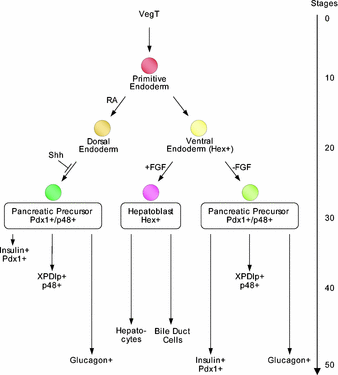 Stages
VegT
0
Primitive
Endoderm
10
RA
Dorsal
Endoderm
Ventral
Endoderm (Hex+)
20
Shh
+FGF
-FGF
Pancreatic Precursor
Pdx1+/p48+
Hepatoblast
Hex+
Pancreatic Precursor
Pdx1+/p48+
30
Insulin+
Pdx1+
XPDIp+
p48+
XPDIp+
p48+
40
Hepato-
cytes
Bile Duct
Cells
Glucagon+
Insulin+
Pdx1+
Glucagon+
50